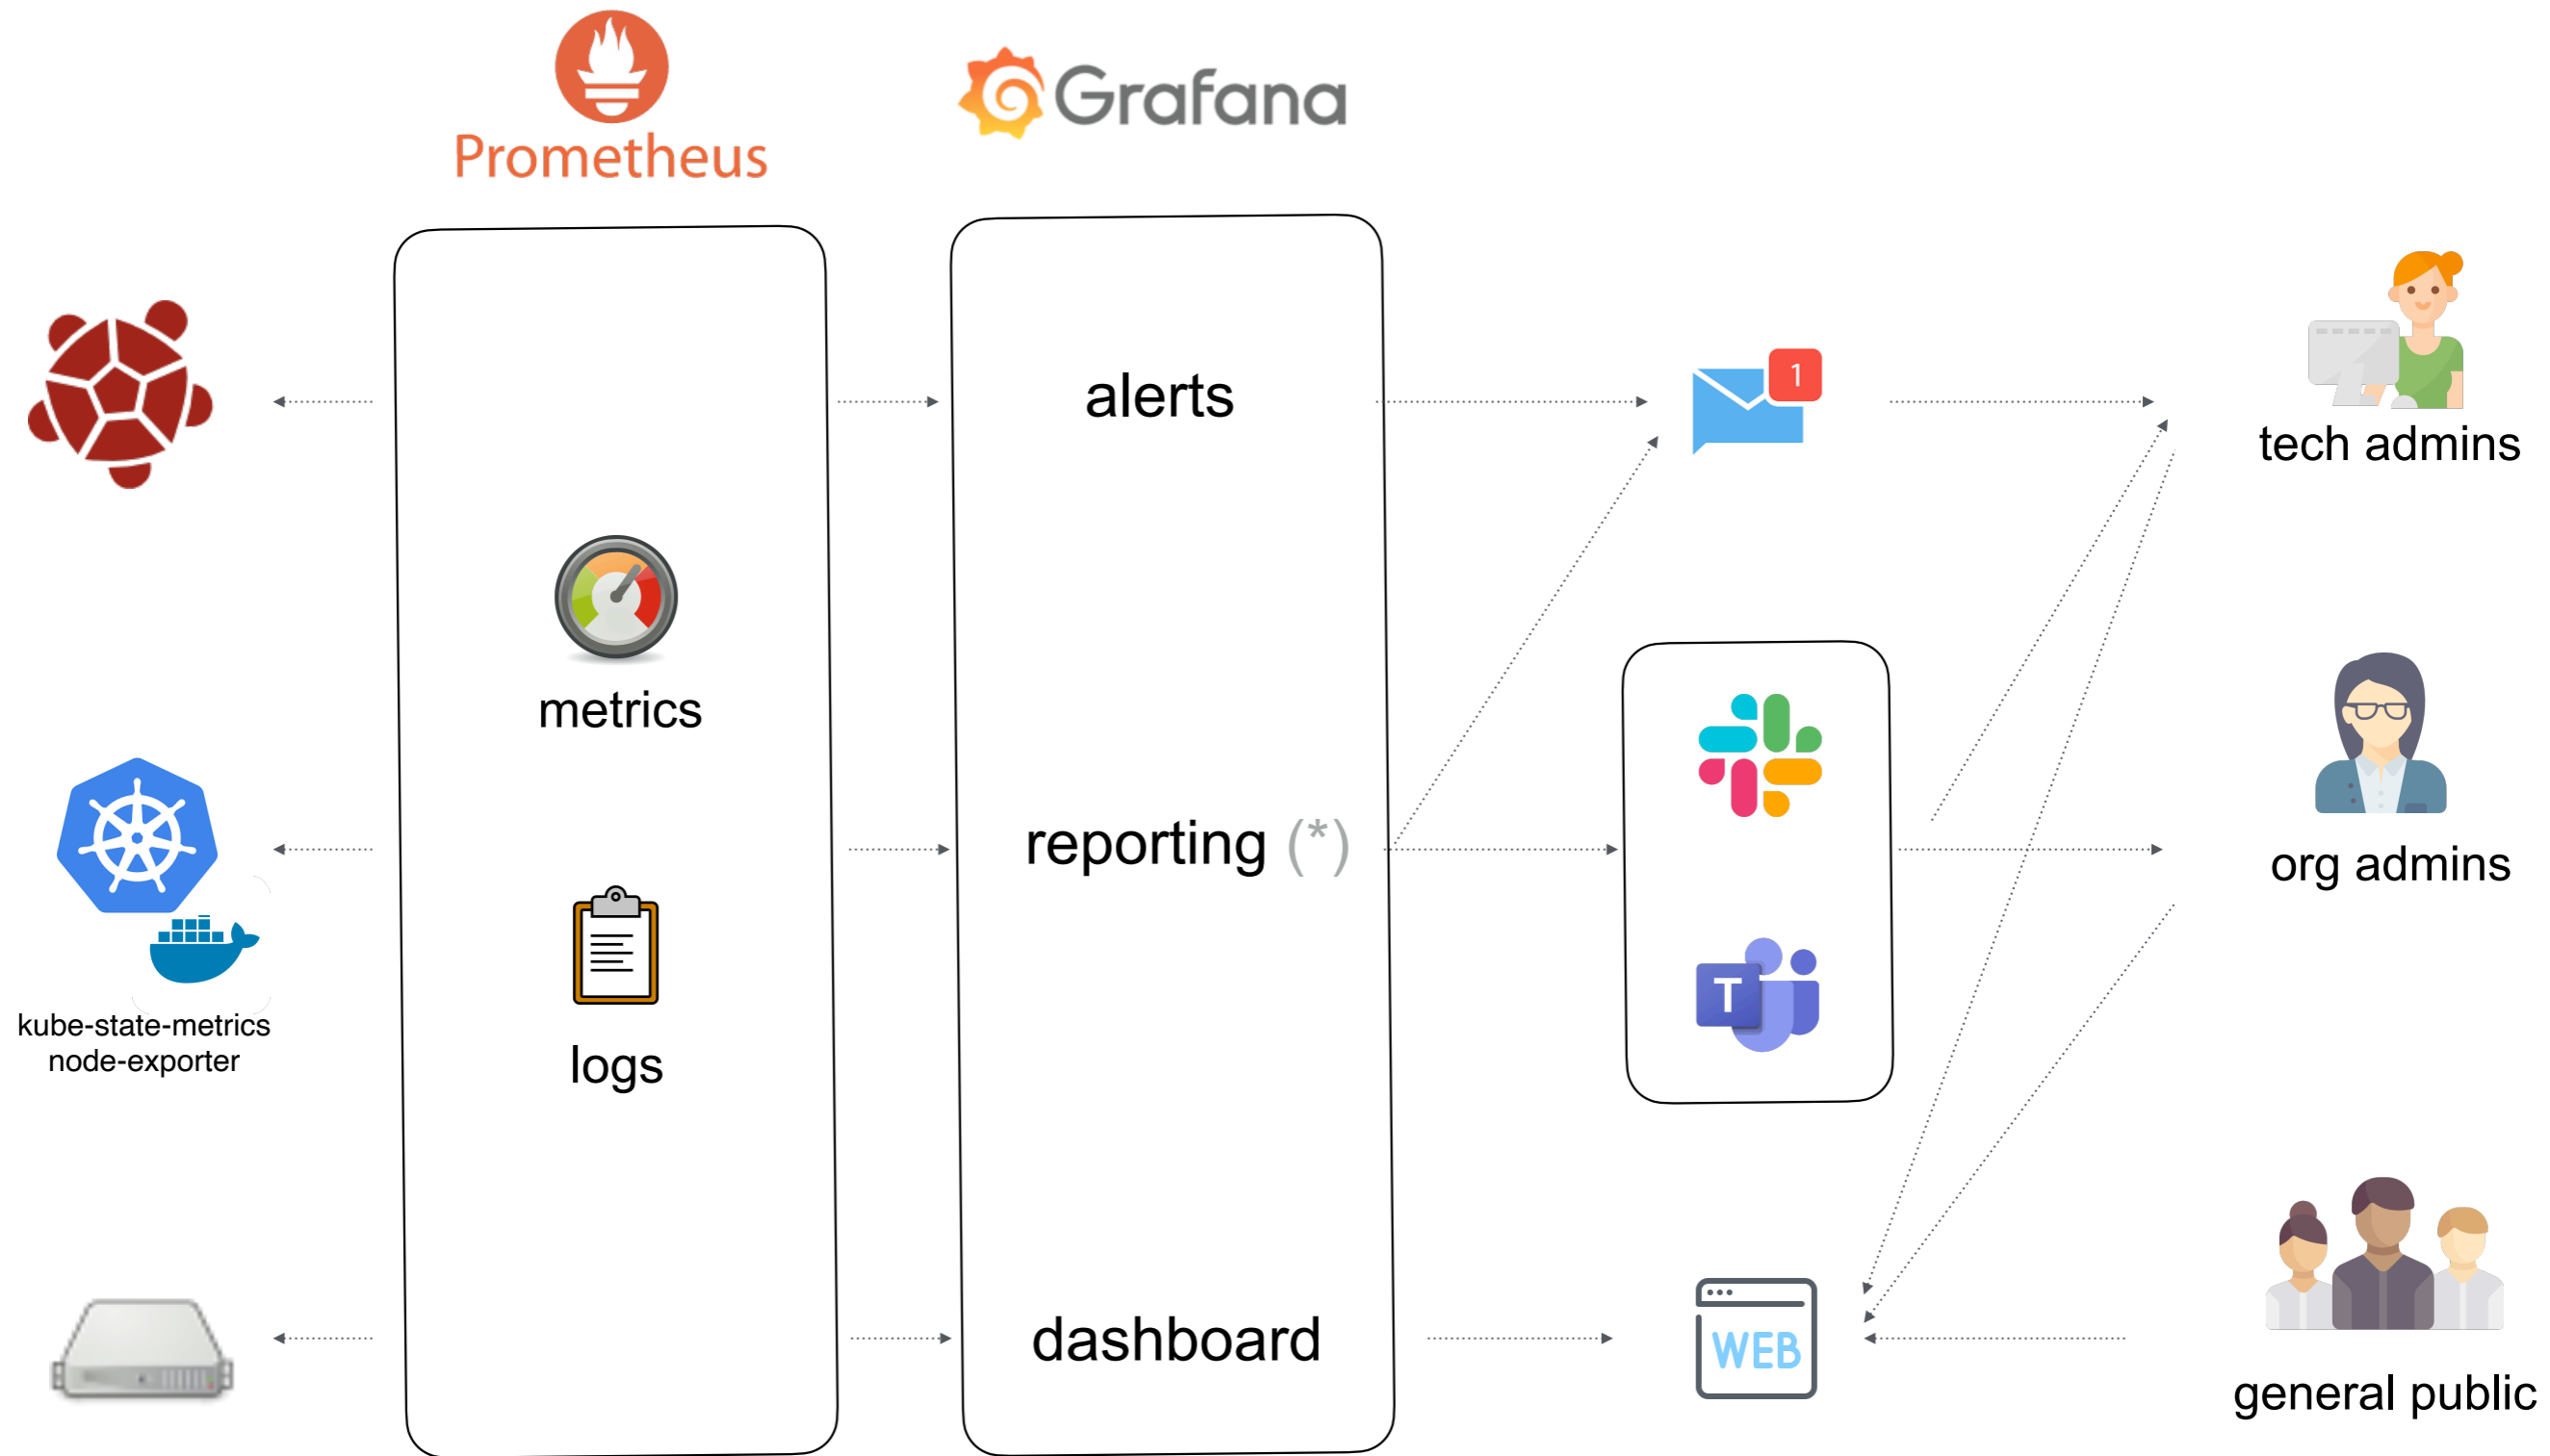 Prometheus
Grafana
alerts
1
tech admins
metrics
reporting (*)
org admins
kube-state-metrics
node-exporter
logs
T
dashboard
WEB
general public